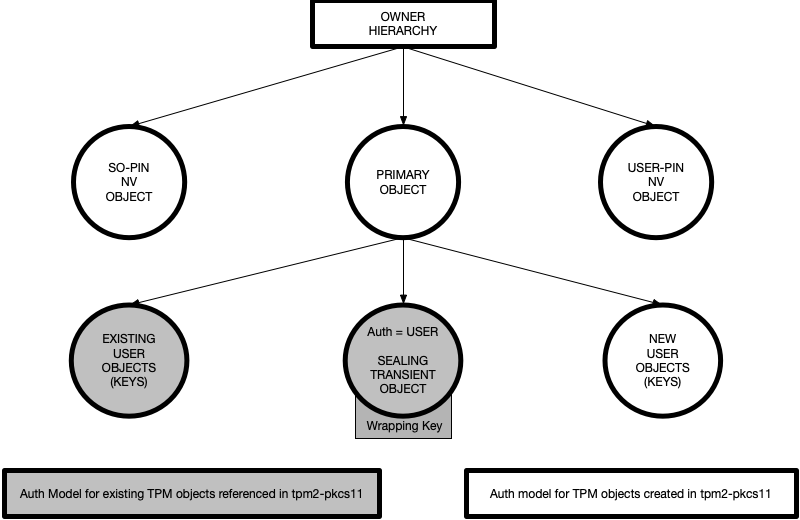 OWNER
HIERARCHY
SO-PIN
NV
OBJECT
PRIMARY
OBJECT
USER-PIN
NV
OBJECT
EXISTING
USER
OBJECTS
(KEYS)
Auth = USER
SEALING
TRANSIENT
OBJECT
Wrapping Key
NEW
USER
OBJECTS
(KEYS)
Auth Model for existing TPM objects referenced in tpm2-pkcs11
Auth model for TPM objects created in tpm2-pkcs11